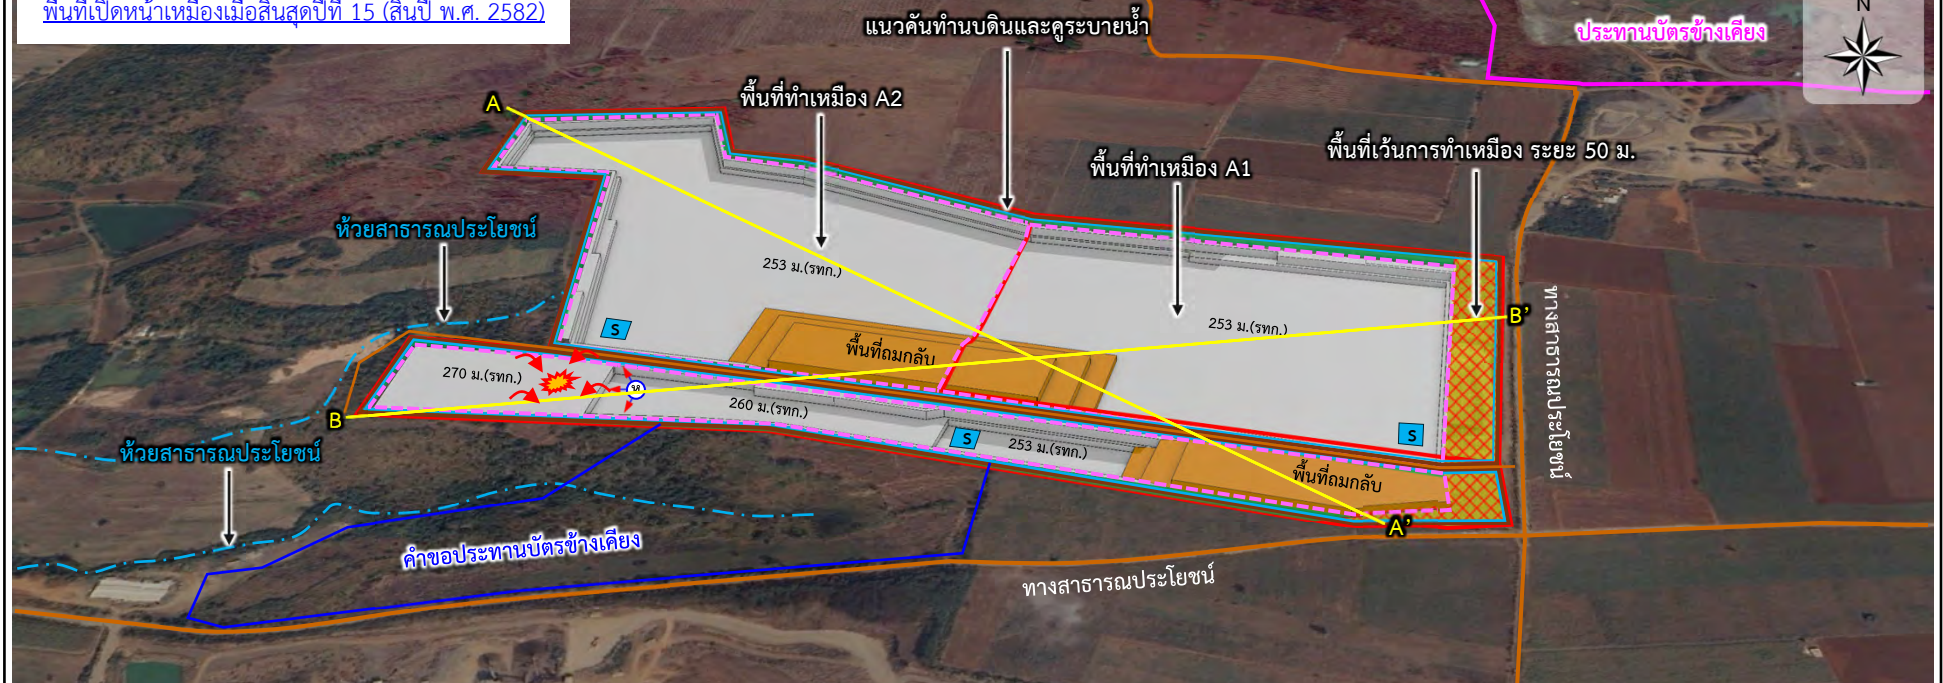 พื้นที่เปิดหน้าเหมืองเมื่อสิ้นสุดปีที่ 15 (สิ้นปี พ.ศ. 2582)
N
แนวคันทำนบดินและคูระบายน้ำ
ประทานบัตรข้างเคียง
A
พื้นที่ทำเหมือง A2
พื้นที่ทำเหมือง A1
พื้นที่เว้นการทำเหมือง ระยะ 50 ม.
ห้วยสาธารณประโยชน์
253 ม.(รทก.)
253 ม.(รทก.)
B'
ทางสาธารณประโยชน์
S
พื้นที่ถมกลับ
270 ม.(รทก.)
ห
260 ม.(รทก.)
B
S
S
253 ม.(รทก.)
ห้วยสาธารณประโยชน์
พื้นที่ถมกลับ
A'
คำขอประทานบัตรข้างเคียง
ทางสาธารณประโยชน์